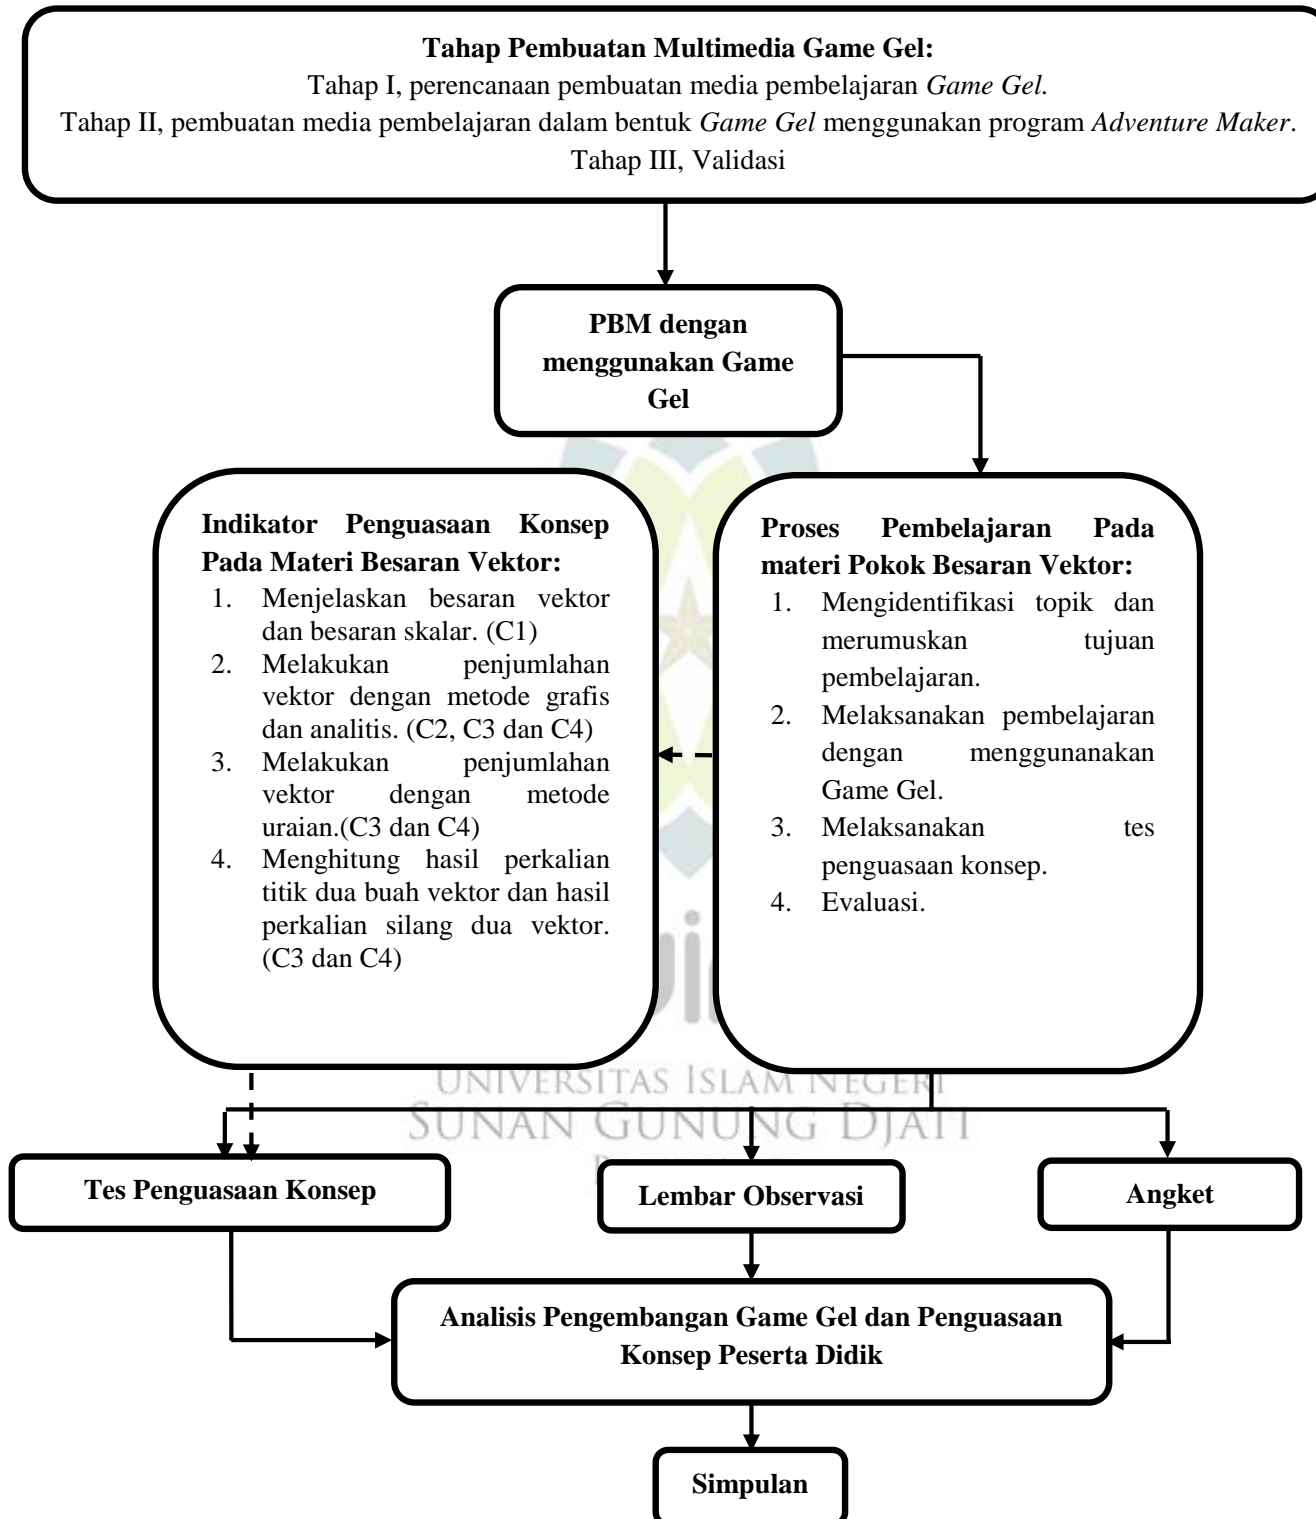 Tahap Pembuatan Multimedia Game Gel:
Tahap I, perencanaan pembuatan media pembelajaran Game Gel.
Tahap II, pembuatan media pembelajaran dalam bentuk Game Gel menggunakan program Adventure Maker.
Tahap III, Validasi
PBM dengan
menggunakan Game
Gel
Indikator Penguasaan Konsep
Pada Materi Besaran Vektor:
1. Menjelaskan besaran vektor
dan besaran skalar. (C1)
2. Melakukan penjumlahan
vektor dengan metode grafis
dan analitis. (C2, C3 dan C4)
3. Melakukan penjumlahan
vektor dengan metode
uraian.(C3 dan C4)
4. Menghitung hasil perkalian
titik dua buah vektor dan hasil
perkalian silang dua vektor.
(C3 dan C4)
Proses Pembelajaran Pada
materi Pokok Besaran Vektor:
1. Mengidentifikasi topik dan
merumuskan tujuan
pembelajaran.
2. Melaksanakan pembelajaran
dengan menggunanakan
Game Gel.
3. Melaksanakan tes
penguasaan konsep.
4. Evaluasi.
UNIVERSITAS ISLAM NEGERI
SUNAN GUNUNG DJATI
Tes Penguasaan Konsep
Lembar Observasi
Angket
Analisis Pengembangan Game Gel dan Penguasaan
Konsep Peserta Didik
Simpulan